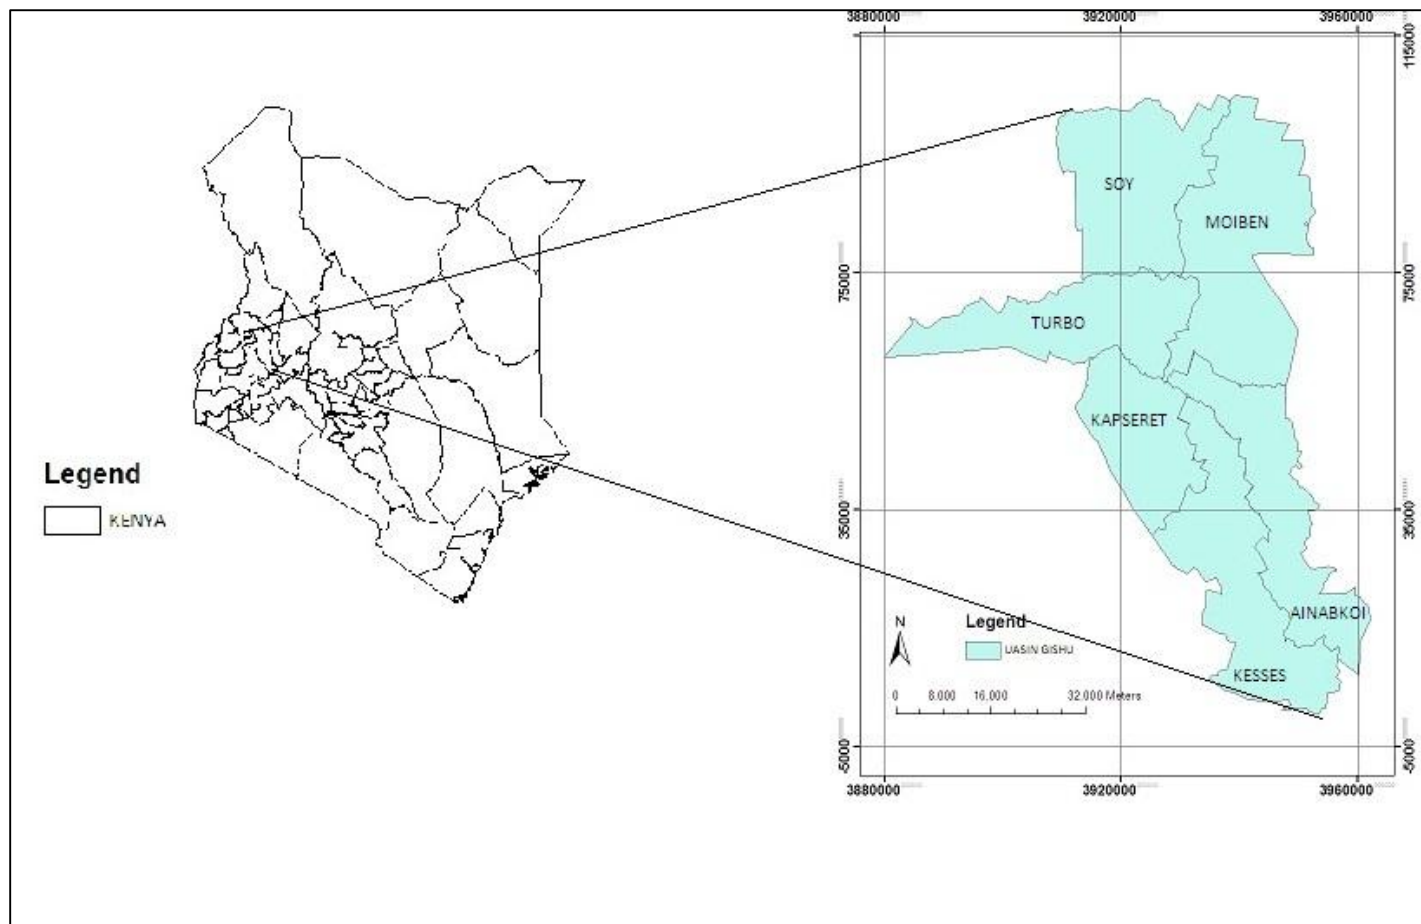 Legend
KENYA
3880000
3920000
3960000
115000
75000
75000
35000
35000
-5000
-5000
SOY
MOIBEN
TURBO
KAPSERET
AINABKOI
KESSES
N
Legend
UASIN GISHU
0 8,000 16,000 32,000 Meters
3880000
3920000
3960000